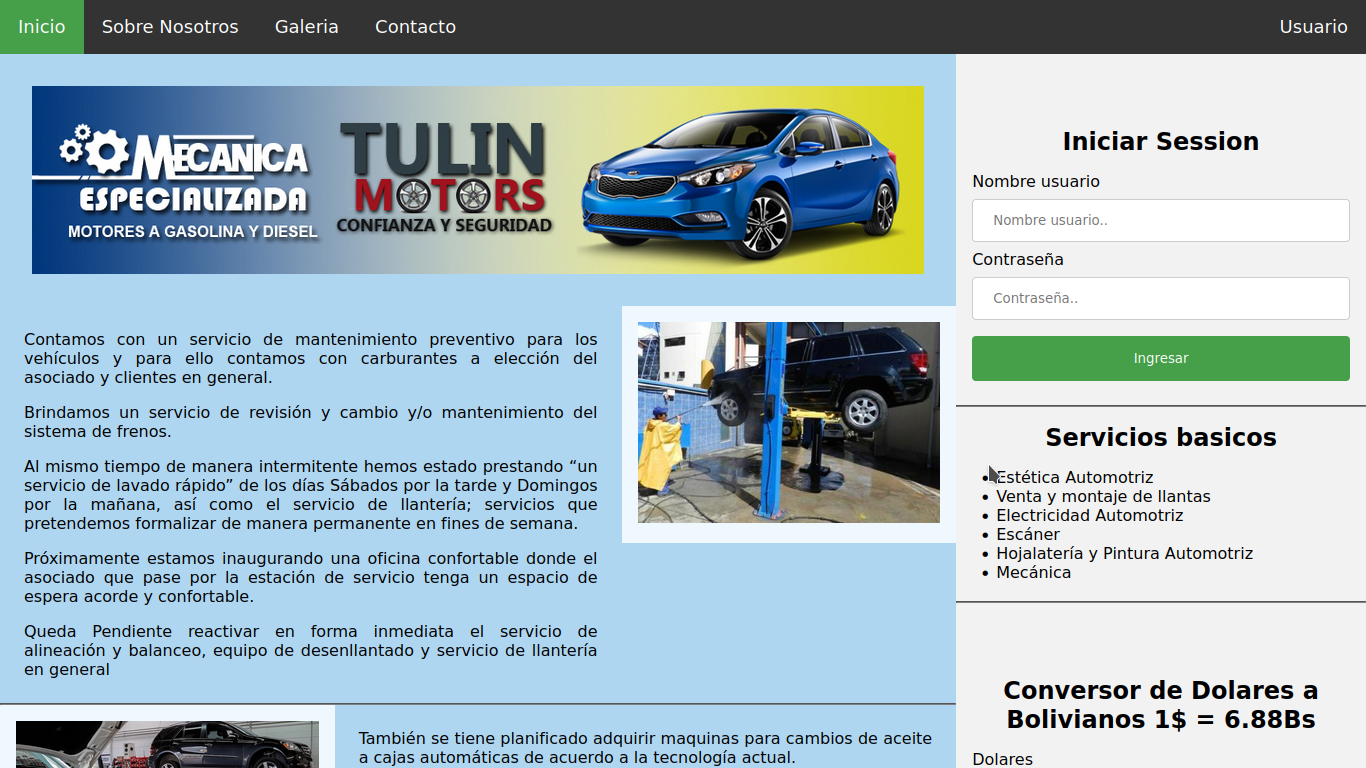 Inicio Sobre Nosotros Galeria Contacto Usuario
MECANICA
ESPECIALIZADA
MOTORES A GASOLINA Y DIESEL
TULIN
MOTORS
CONFIANZA Y SEGURIDAD
Contamos con un servicio de mantenimiento preventivo para los
vehículos y para ello contamos con carburantes a elección del
asociado y clientes en general.
Brindamos un servicio de revisión y cambio y/o mantenimiento del
sistema de frenos.
Al mismo tiempo de manera intermitente hemos estado prestando “un
servicio de lavado rápido” de los días Sábados por la tarde y Domingos
por la mañana, así como el servicio de llantería; servicios que
pretendemos formalizar de manera permanente en fines de semana.
Próximamente estamos inaugurando una oficina confortable donde el
asociado que pase por la estación de servicio tenga un espacio de
espera acorde y confortable.
Queda Pendiente reactivar en forma inmediata el servicio de
alineación y balanceo, equipo de desenllantado y servicio de llantería
en general
También se tiene planificado adquirir maquinas para cambios de aceite
a cajas automáticas de acuerdo a la tecnología actual.
Iniciar Session
Nombre usuario
Nombre usuario..
Contraseña
Contraseña..
Ingresar
Servicios basicos
• Estética Automotriz
• Venta y montaje de llantas
• Electricidad Automotriz
• Escáner
• Hojalatería y Pintura Automotriz
• Mecánica
Conversor de Dolares a
Bolivianos 1$ = 6.88Bs
Dolares